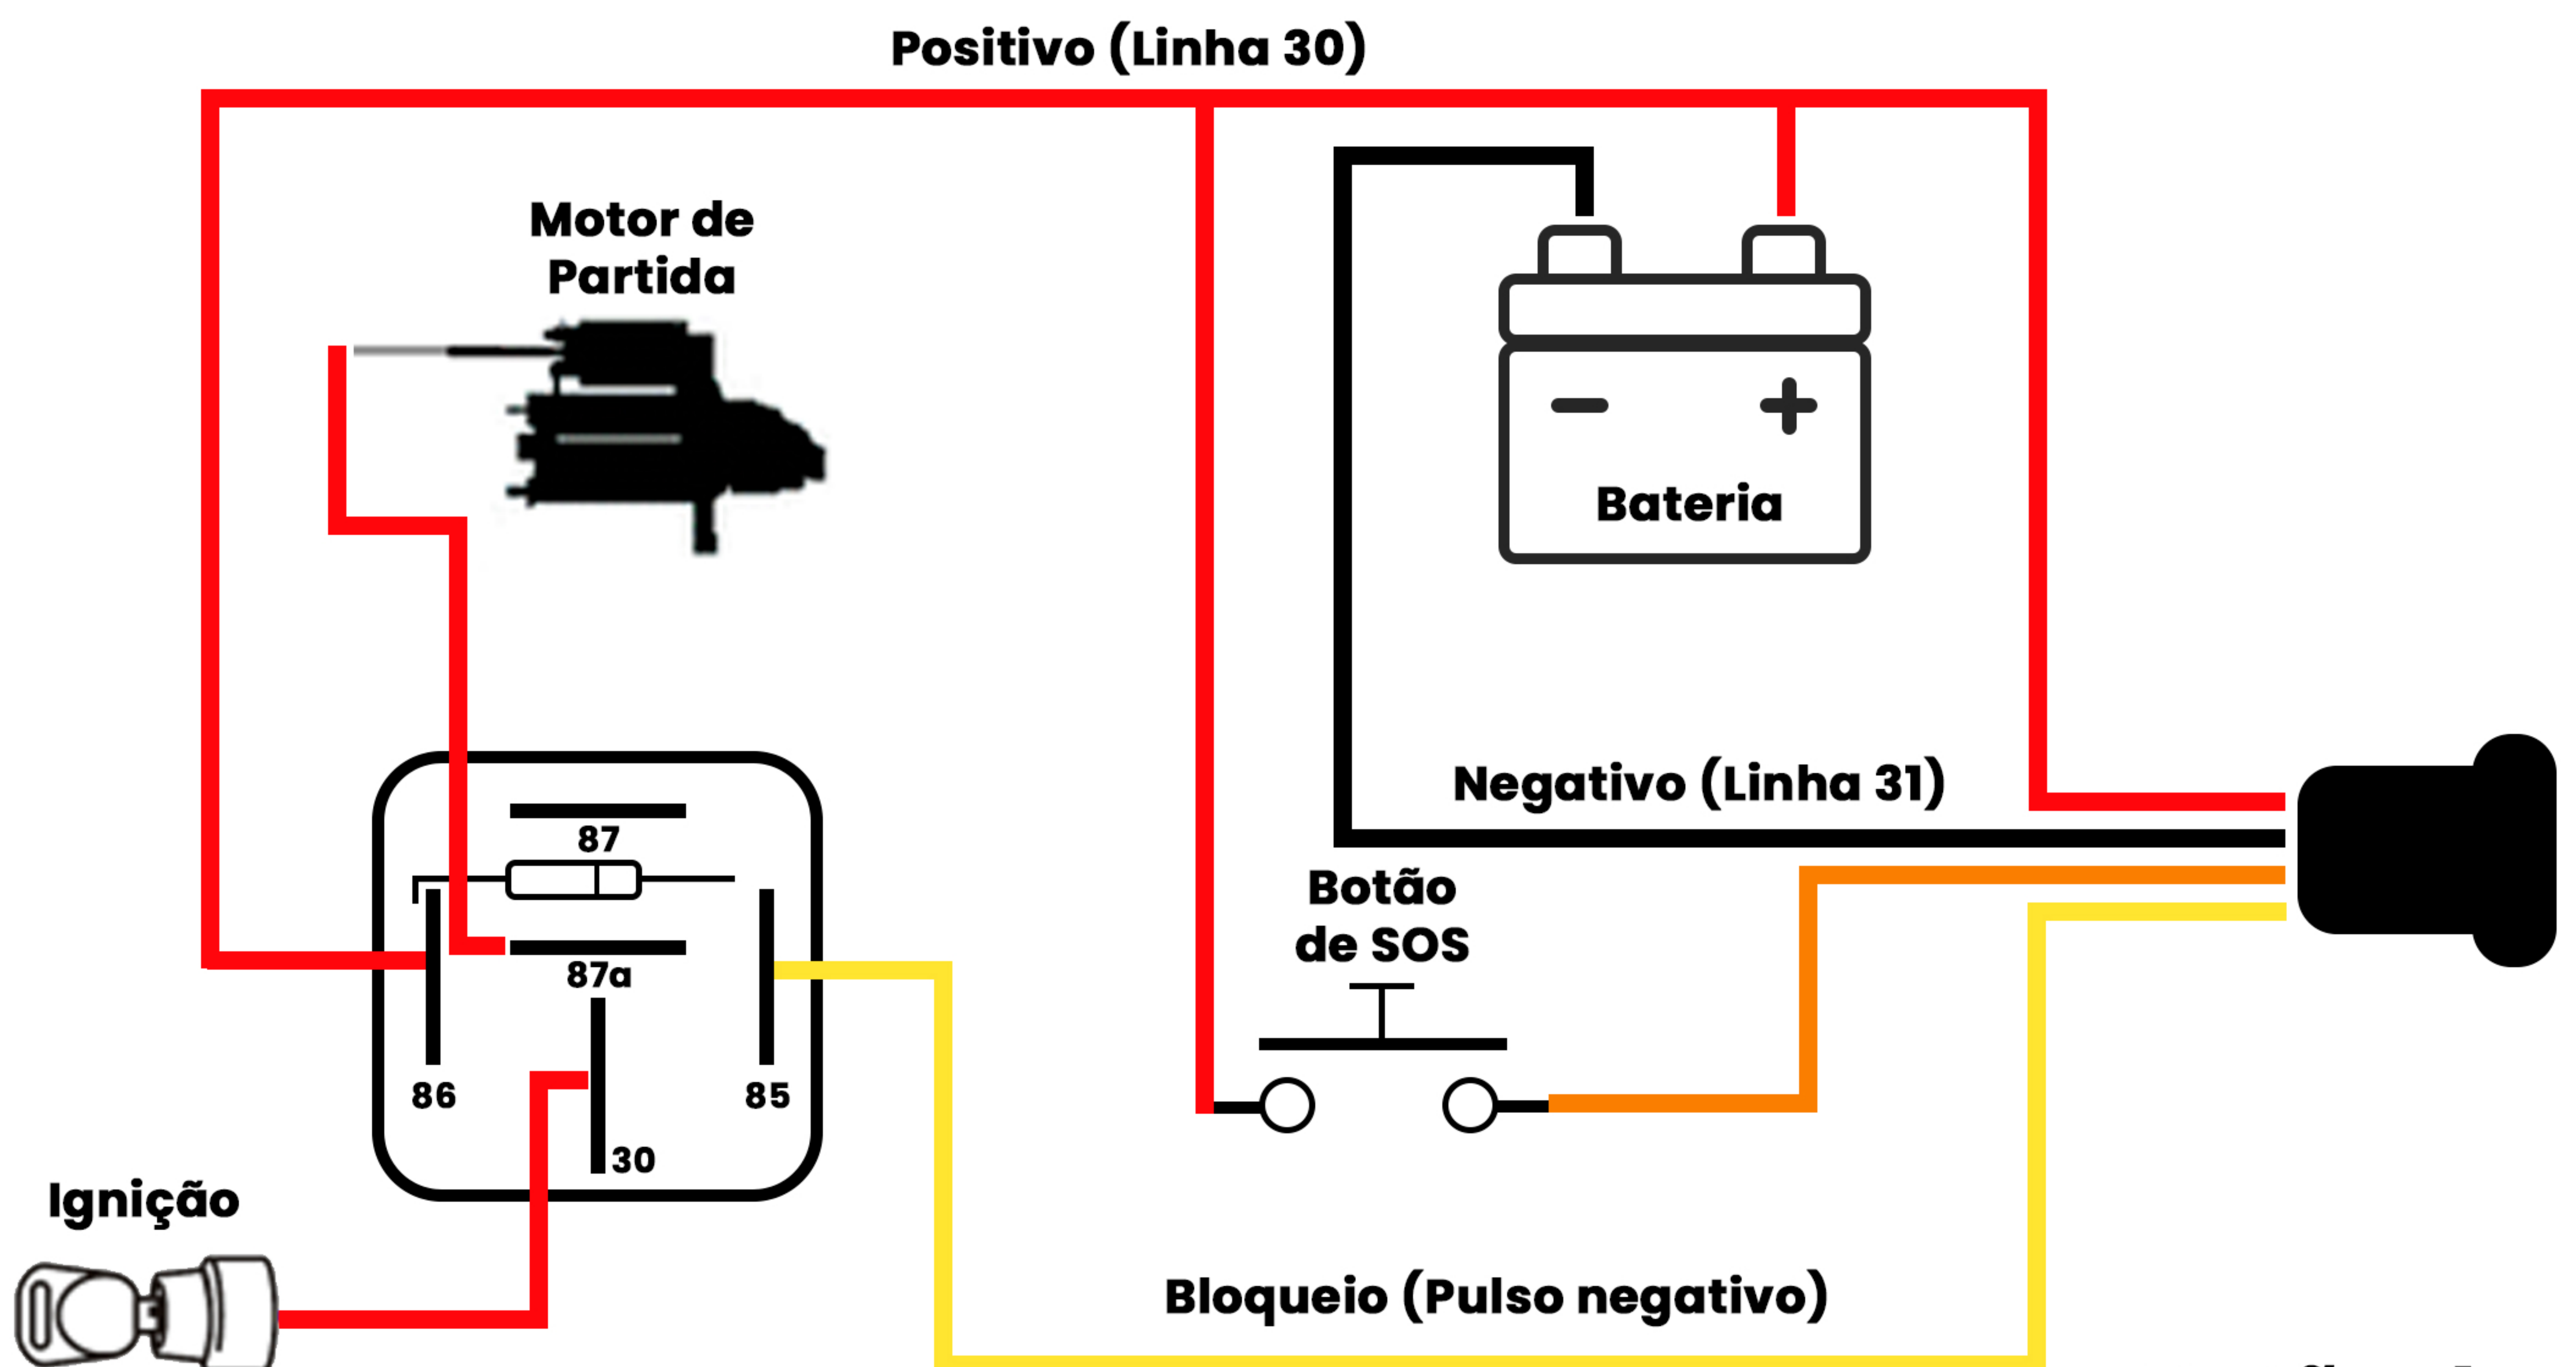 Positivo (Linha 30)
Motor de
Partida
Bateria
Negativo (Linha 31)
87
87a
86
85
30
Botão
de SOS
Ignição
Bloqueio (Pulso negativo)